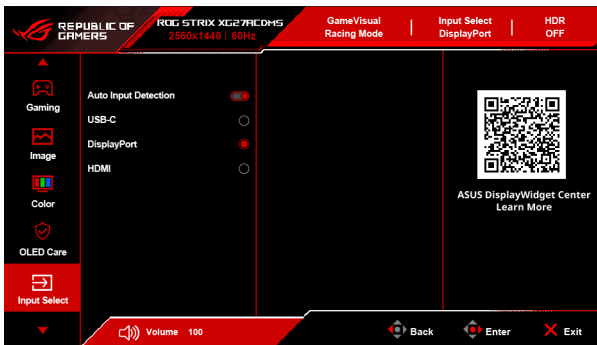 REPUBLIC OF
GAMERS
ROG STRIX XG27ACDMS
2560x1440 | 60Hz
GameVisual
Racing Mode
Input Select
DisplayPort
HDR
OFF
Gaming
Image
Color
OLED Care
Input Select
Auto Input Detection
USB-C
DisplayPort
HDMI
ASUS DisplayWidget Center
Learn More
Volume 100
Back
Enter
Exit